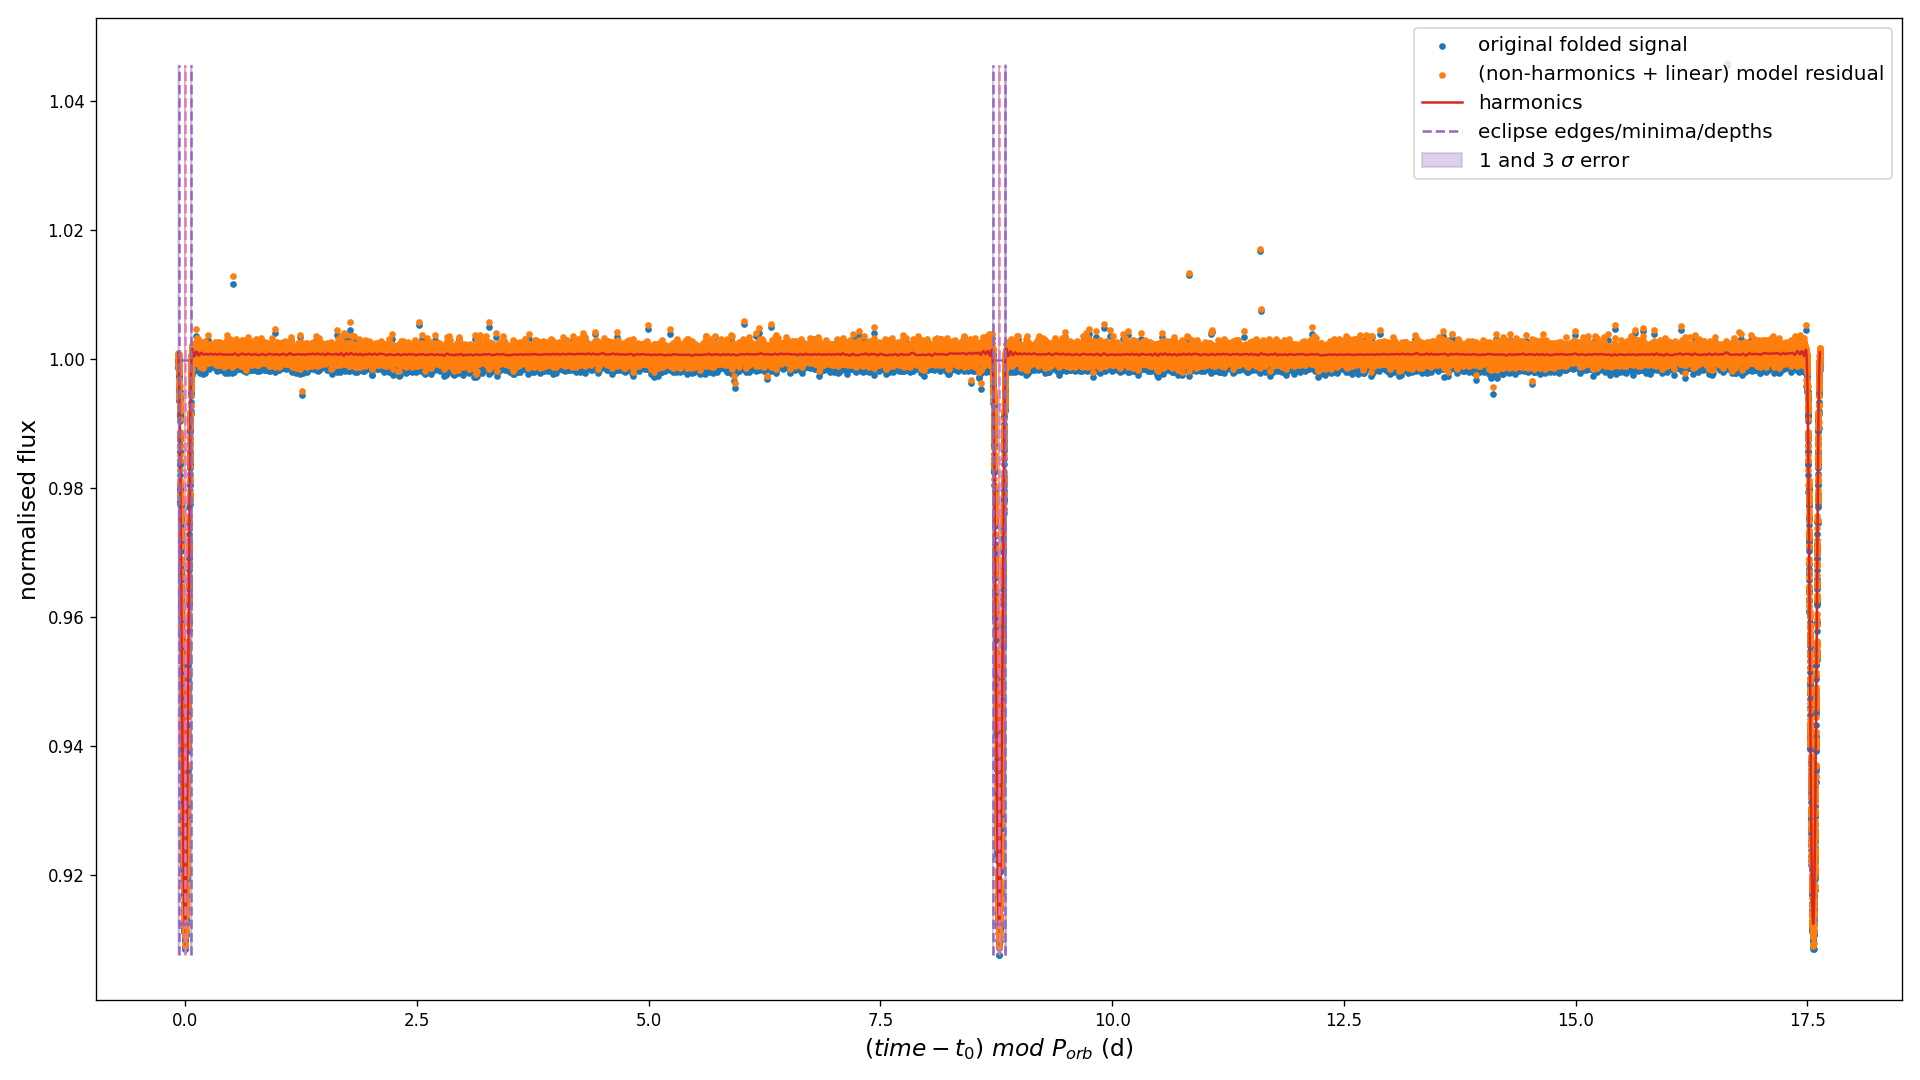 original folded signal
(non-harmonics + linear) model residual
harmonics
eclipse edges/minima/depths
1 and 3 σ error
normalised flux
1.04
1.02
1.00
0.98
0.96
0.94
0.92
0.0 2.5 5.0 7.5 10.0 12.5 15.0 17.5
(time − t₀) mod Pₒᵣb (d)